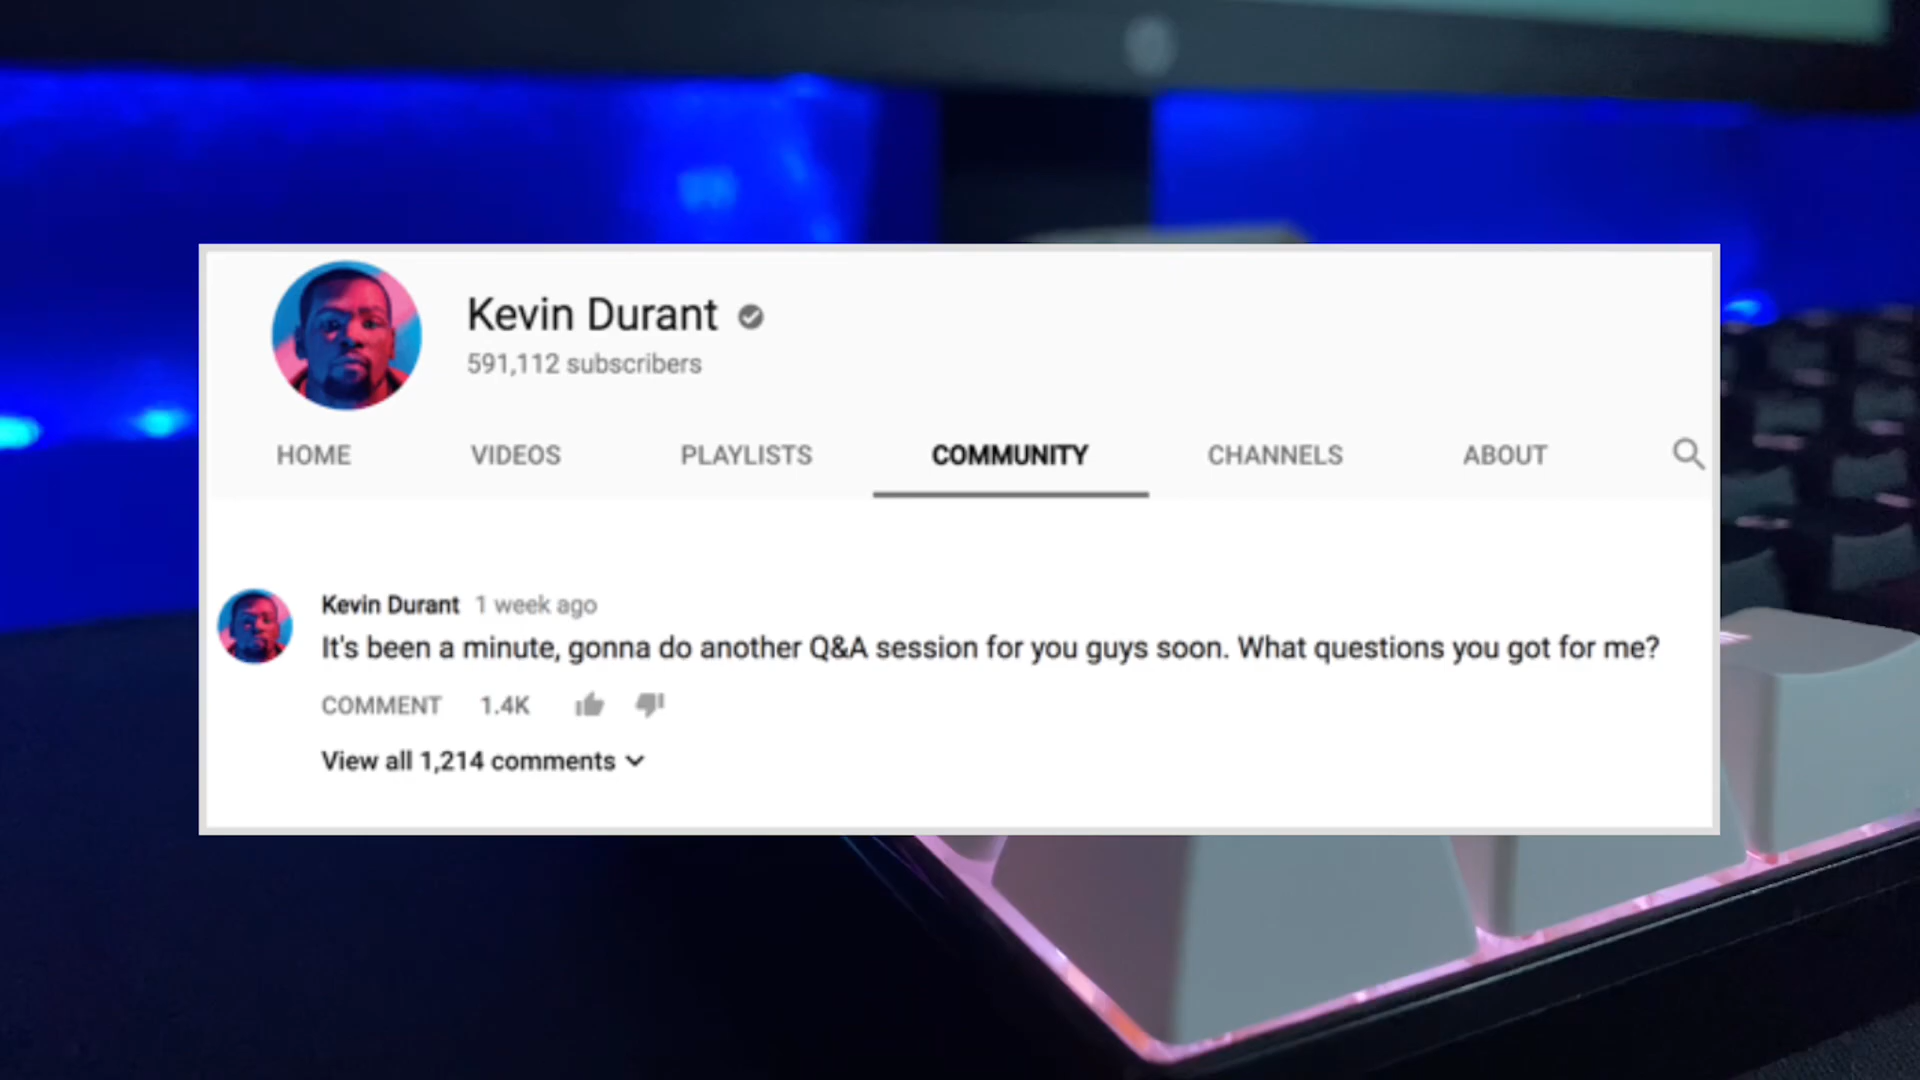 Kevin Durant
591,112 subscribers
HOME VIDEOS PLAYLISTS COMMUNITY CHANNELS ABOUT
Kevin Durant 1 week ago
It's been a minute, gonna do another Q&A session for you guys soon. What questions you got for me?
COMMENT 1.4K
View all 1,214 comments